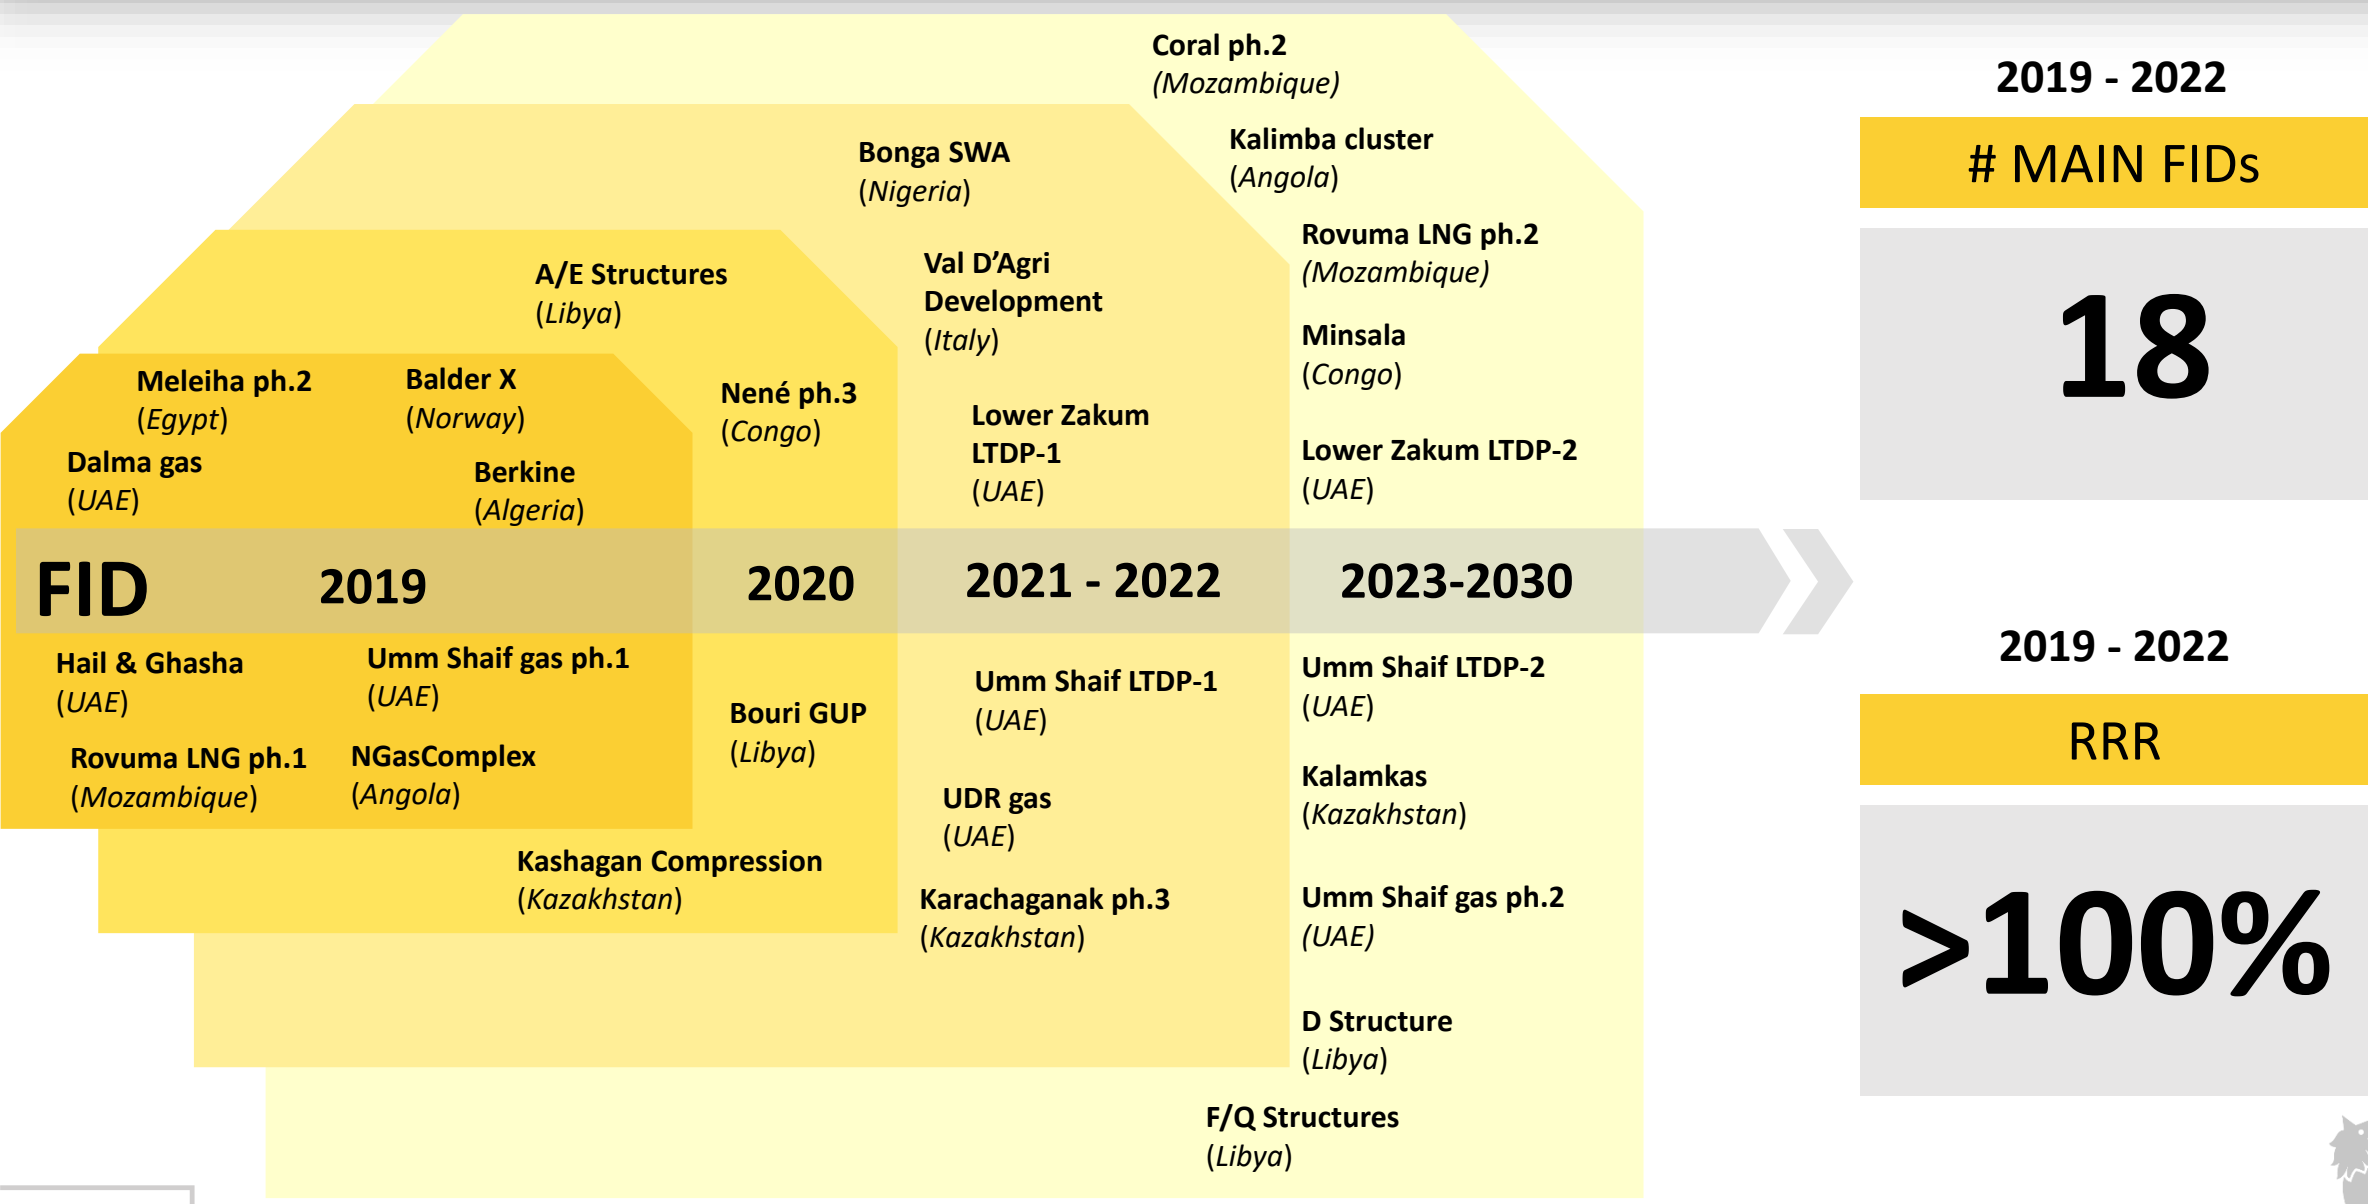 Coral ph.2
(Mozambique)
Kalimba cluster
(Angola)
Rovuma LNG ph.2
(Mozambique)
Minsala
(Congo)
Lower Zakum LTDP-2
(UAE)
Bonga SWA
(Nigeria)
Val D’Agri
Development
(Italy)
Lower Zakum
LTDP-1
(UAE)
A/E Structures
(Libya)
Nené ph.3
(Congo)
Meleiha ph.2
(Egypt)
Balder X
(Norway)
Dalma gas
(UAE)
Berkine
(Algeria)
FID 2019 2020 2021 - 2022 2023-2030
Hail & Ghasha
(UAE)
Umm Shaif gas ph.1
(UAE)
Rovuma LNG ph.1
(Mozambique)
NGasComplex
(Angola)
Bouri GUP
(Libya)
Kashagan Compression
(Kazakhstan)
Umm Shaif LTDP-1
(UAE)
UDR gas
(UAE)
Karachaganak ph.3
(Kazakhstan)
Umm Shaif LTDP-2
(UAE)
Kalamkas
(Kazakhstan)
Umm Shaif gas ph.2
(UAE)
D Structure
(Libya)
F/Q Structures
(Libya)
2019 - 2022
# MAIN FIDs
18
2019 - 2022
RRR
>100%